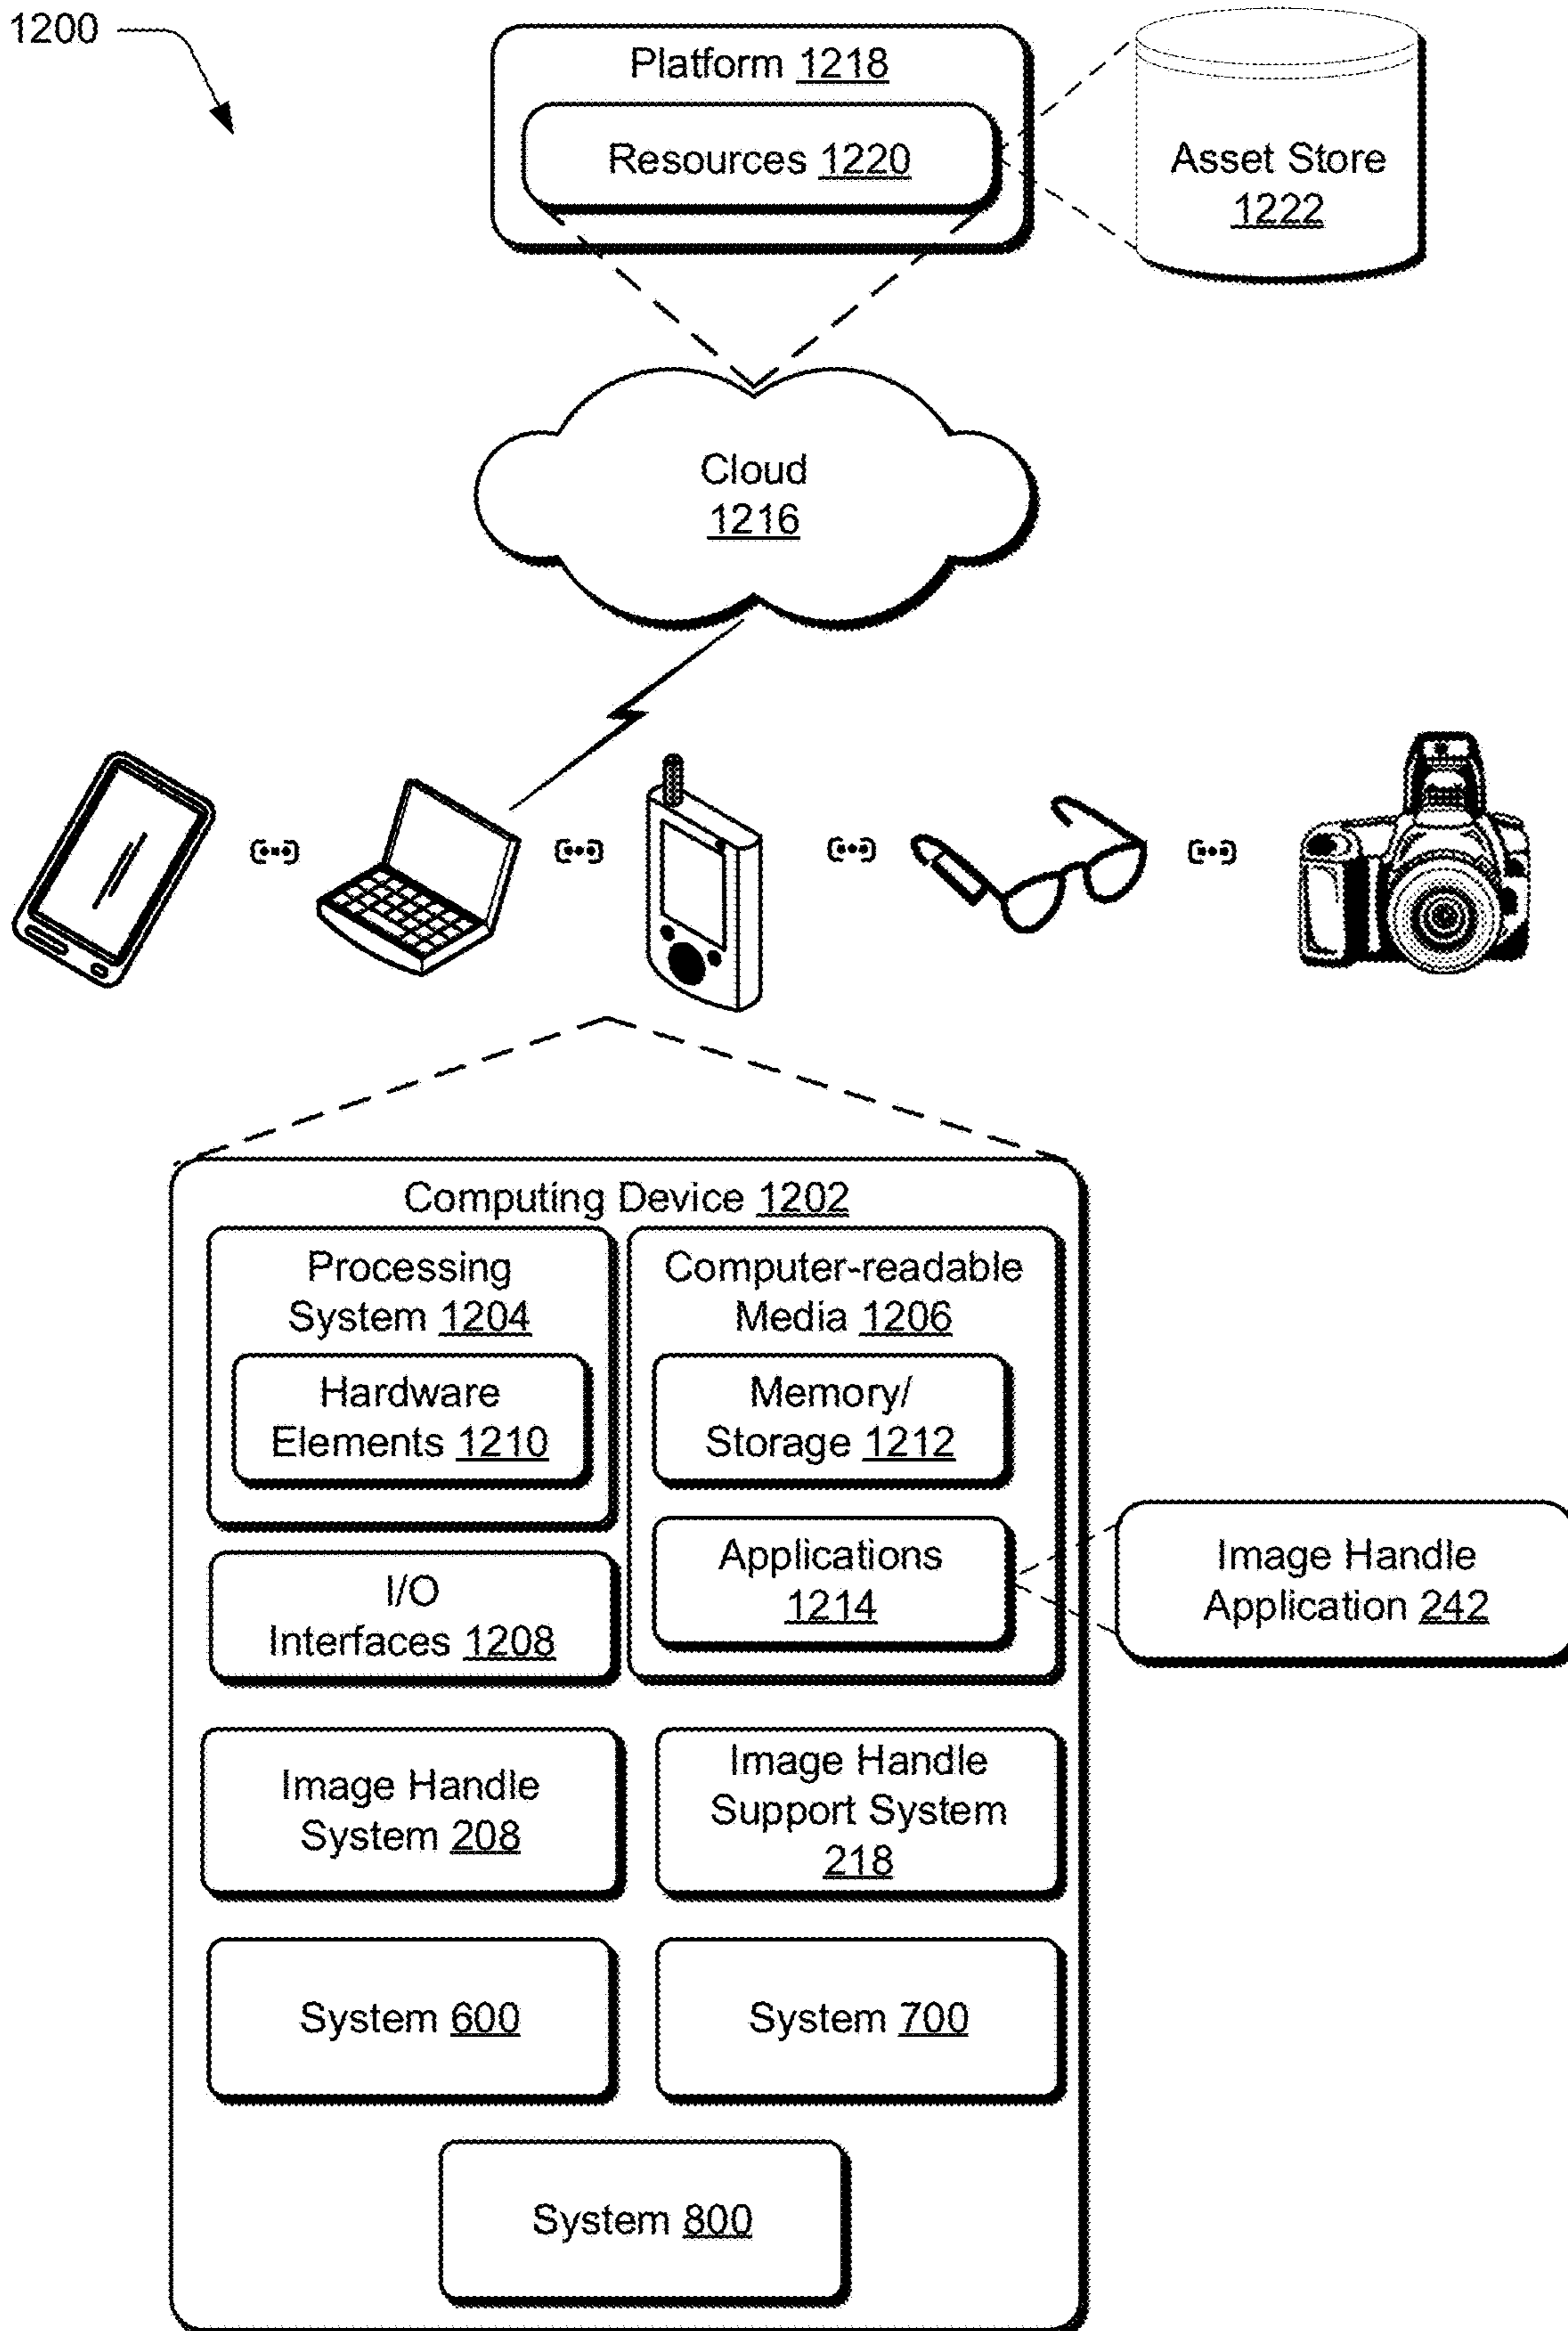 1200
Platform 1218
Resources 1220
Asset Store
1222
Cloud
1216
Computing Device 1202
Processing
System 1204
Hardware
Elements 1210
I/O
Interfaces 1208
Computer-readable
Media 1206
Memory/
Storage 1212
Applications
1214
Image Handle
Application 242
Image Handle
System 208
Image Handle
Support System
218
System 600
System 700
System 800